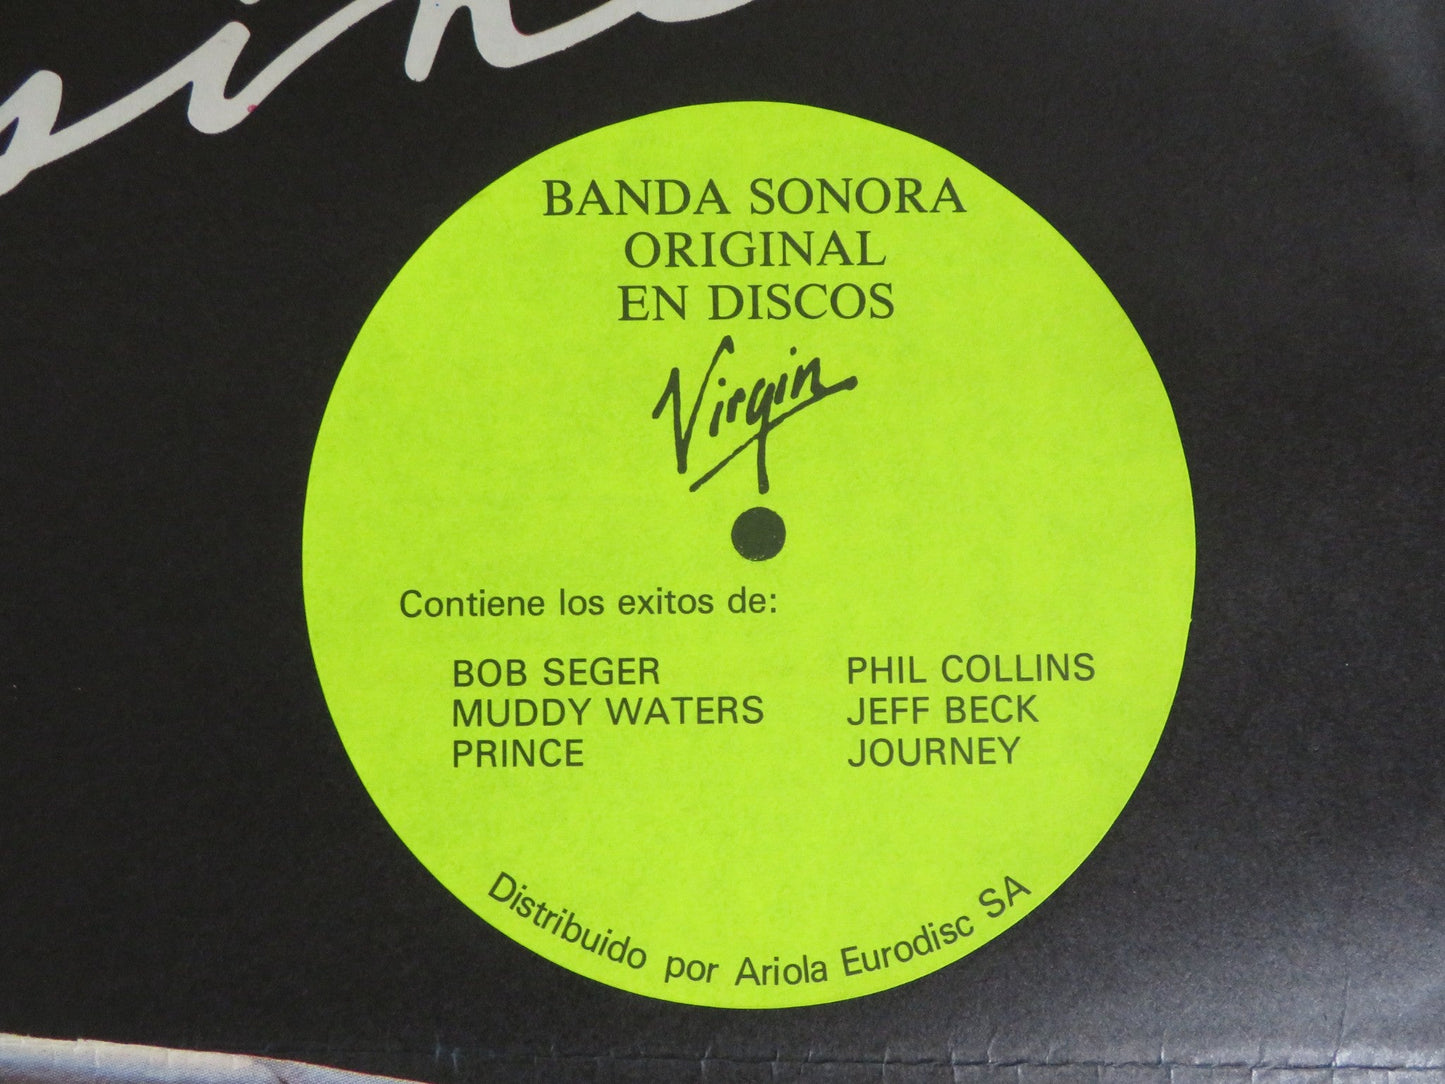 BANDA SONORA
ORIGINAL
EN DISCOS
Virgin
Contiene los exitos de:
BOB SEGER
MUDDY WATERS
PRINCE
PHIL COLLINS
JEFF BECK
JOURNEY
Distribuido por Ariola Eurodisc SA